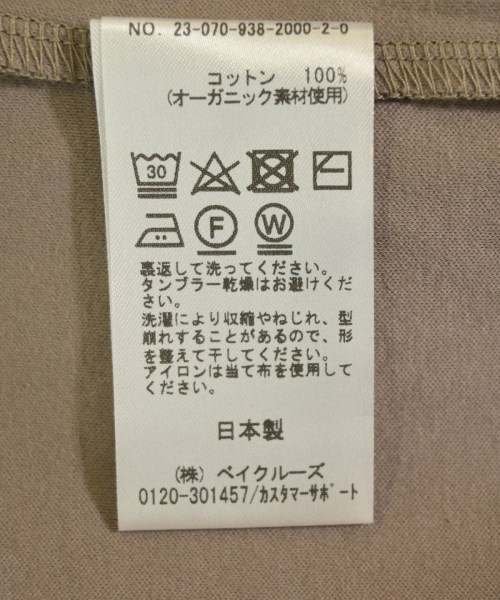 NO. 23-070-938-2000-2-0
コットン 100%
(オーガニック素材使用)
30
F W
裏返して洗ってください。
タンブラー乾燥はお避けくだ
さい。
洗濯により収縮やねじれ、型
崩れすることがあるので、形
を整えて干してください。
アイロンは当て布を使用して
ください。
日本製
(株) ベイクルーズ
0120-301457/カスタマーサポート